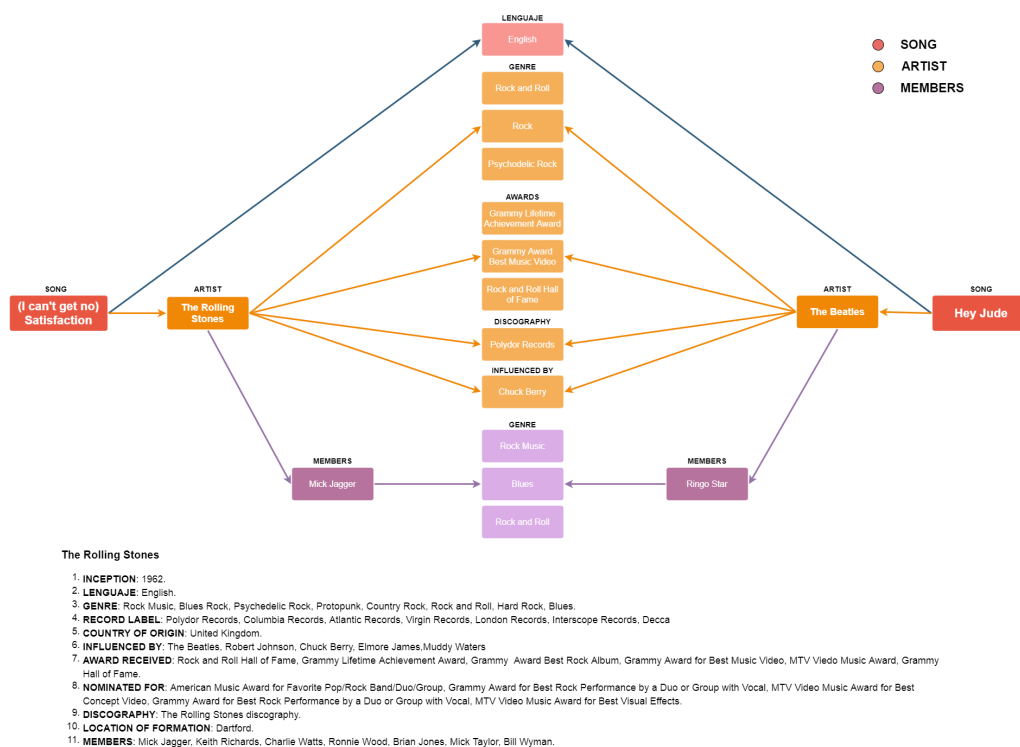 LENGUAJE
English
SONG
ARTIST
MEMBERS
GENRE
Rock and Roll
Rock
Psychodelic Rock
AWARDS
Grammy Lifetime
Achievement Award
Grammy Award
Best Music Video
Rock and Roll Hall
of Fame
SONG
(I can't get no)
Satisfaction
ARTIST
The Rolling
Stones
ARTIST
The Beatles
SONG
Hey Jude
DISCOGRAPHY
Polydor Records
INFLUENCED BY
Chuck Berry
GENRE
Rock Music
MEMBERS
Mick Jagger
Blues
MEMBERS
Ringo Star
Rock and Roll
The Rolling Stones
1. INCEPTION: 1962.
2. LENGUAJE: English.
3. GENRE: Rock Music, Blues Rock, Psychedelic Rock, Protopunk, Country Rock, Rock and Roll, Hard Rock, Blues.
4. RECORD LABEL: Polydor Records, Columbia Records, Atlantic Records, Virgin Records, London Records, Interscope Records, Decca
5. COUNTRY OF ORIGIN: United Kingdom.
6. INFLUENCED BY: The Beatles, Robert Johnson, Chuck Berry, Elmore James,Muddy Waters
7. AWARD RECEIVED: Rock and Roll Hall of Fame, Grammy Lifetime Achievement Award, Grammy Award Best Rock Album, Grammy Award for Best Music Video, MTV Viedo Music Award, Grammy
Hall of Fame.
8. NOMINATED FOR: American Music Award for Favorite Pop/Rock Band/Duo/Group, Grammy Award for Best Rock Performance by a Duo or Group with Vocal, MTV Video Music Award for Best
Concept Video, Grammy Award for Best Rock Performance by a Duo or Group with Vocal, MTV Video Music Award for Best Visual Effects.
9. DISCOGRAPHY: The Rolling Stones discography.
10. LOCATION OF FORMATION: Dartford.
11. MEMBERS: Mick Jagger, Keith Richards, Charlie Watts, Ronnie Wood, Brian Jones, Mick Taylor, Bill Wyman.